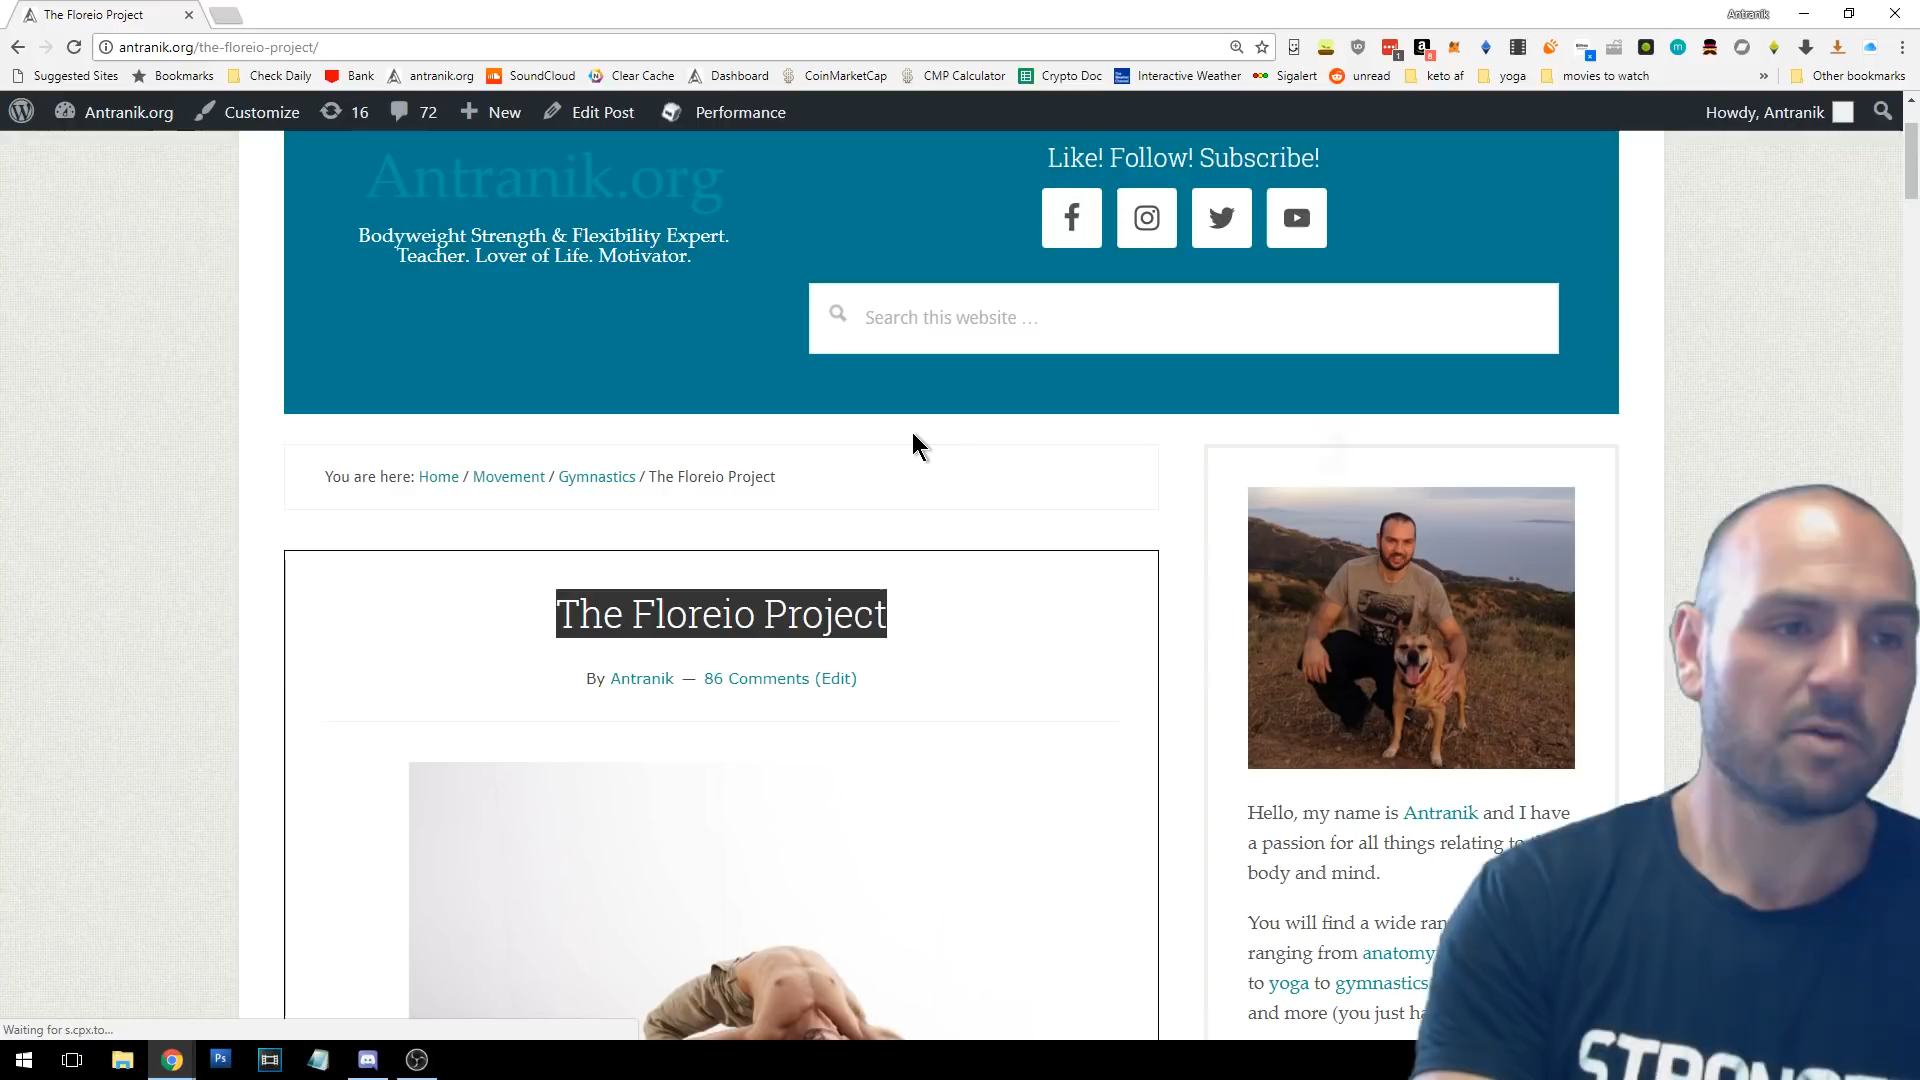 The Floreio Project
Antranik
antranik.org/the-floreio-project/
Suggested Sites Bookmarks Check Daily Bank antranik.org SoundCloud Clear Cache Dashboard CoinMarketCap CMP Calculator Crypto Doc Interactive Weather Sigalert unread keto af yoga movies to watch » Other bookmarks
Antranik.org Customize 16 72 New Edit Post Performance Howdy, Antranik
Antranik.org
Bodyweight Strength & Flexibility Expert.
Teacher. Lover of Life. Motivator.
Like! Follow! Subscribe!
Search this website …
You are here: Home / Movement / Gymnastics / The Floreio Project
The Floreio Project
By Antranik — 86 Comments (Edit)
Hello, my name is Antranik and I have
a passion for all things relating to
body and mind.
You will find a wide ran
ranging from anatomy
to yoga to gymnastics
and more (you just ha
Waiting for s.cpx.to...
Ps